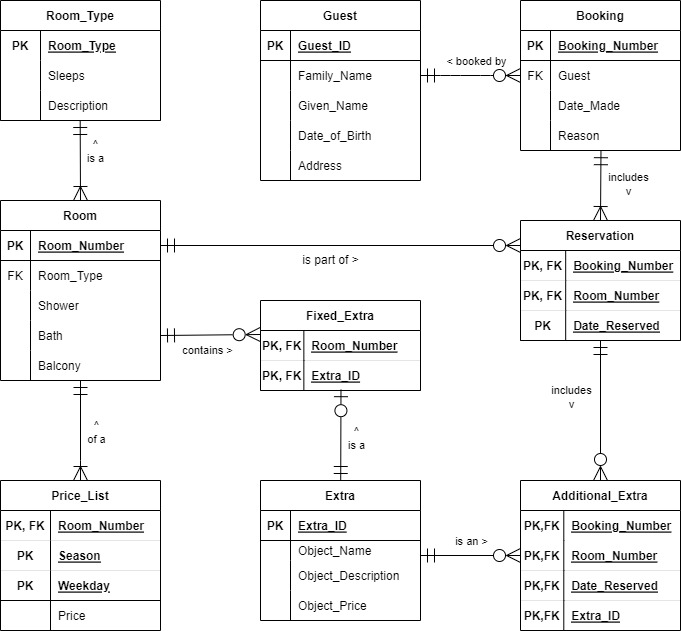 Room_Type
PK Room_Type
Sleeps
Description
^
is a
Guest
PK Guest_ID
Family_Name
Given_Name
Date_of_Birth
Address
< booked by
Booking
PK Booking_Number
FK Guest
Date_Made
Reason
includes
v
Room
PK Room_Number
FK Room_Type
Shower
Bath
Balcony
is part of >
contains >
^
of a
Reservation
PK, FK Booking_Number
PK, FK Room_Number
PK Date_Reserved
includes
v
Fixed_Extra
PK, FK Room_Number
PK, FK Extra_ID
^
is a
Price_List
PK, FK Room_Number
PK Season
PK Weekday
Price
Extra
PK Extra_ID
Object_Name
Object_Description
Object_Price
is an >
Additional_Extra
PK,FK Booking_Number
PK,FK Room_Number
PK,FK Date_Reserved
PK,FK Extra_ID